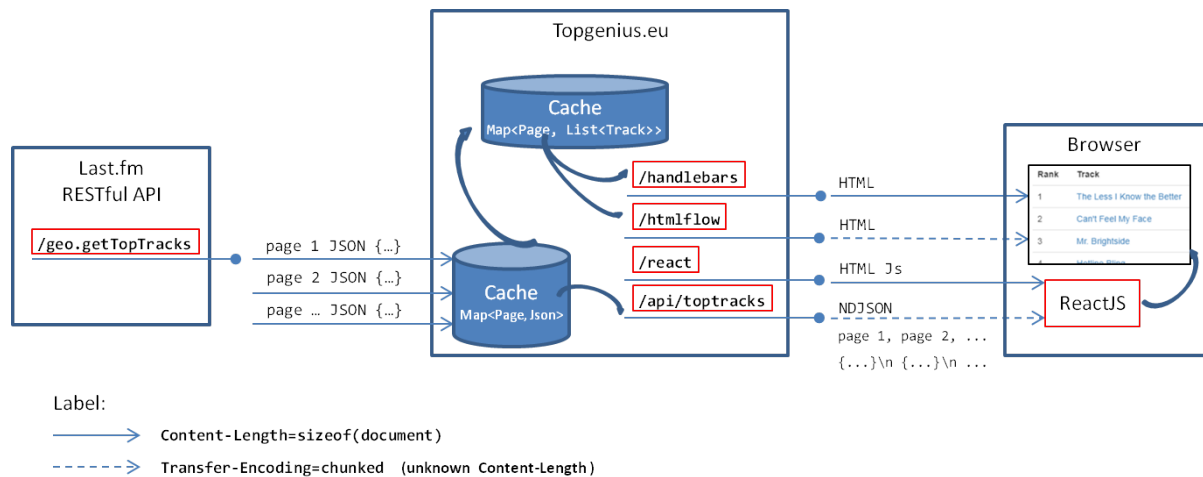 Topgenius.eu
Cache
Map<Page, List<Track>>
Last.fm
RESTful API
/geo.getTopTracks
page 1 JSON {…}
page 2 JSON {…}
page … JSON {…}
Cache
Map<Page,Json>
/handlebars
/htmlflow
/react
/api/toptracks
HTML
HTML
HTML Js
NDJSON
page 1, page 2, ...
{...}\n {...}\n ...
Browser
Rank Track
1 The Less I Know the Better
2 Can't Feel My Face
3 Mr. Brightside
ReactJS
Label:
Content-Length=sizeof(document)
Transfer-Encoding=chunked (unknown Content-Length)